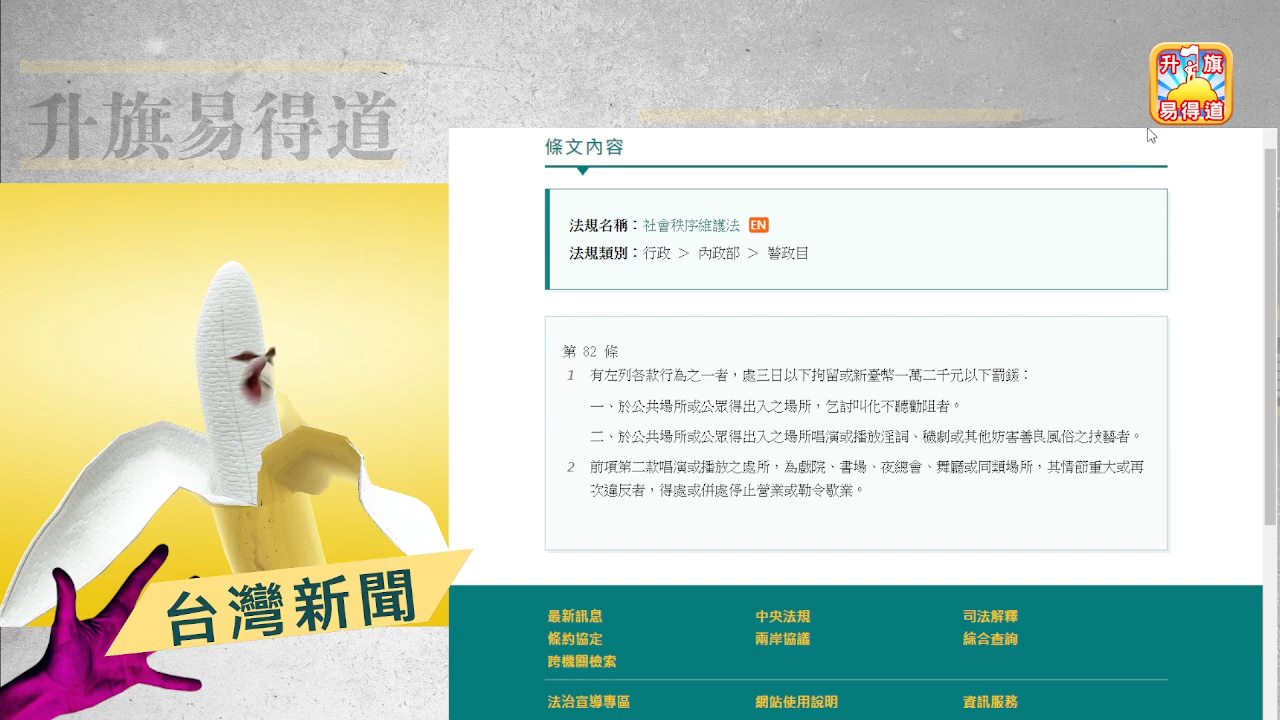 升旗易得道
升旗
易得道
條文內容
法規名稱：社會秩序維護法 EN
法規類別：行政 > 內政部 > 警政目
第 82 條
1 有左列各款行為之一者，處三日以下拘留或新臺幣一萬二千元以下罰鍰：
一、於公共場所或公眾得出入之場所，乞討叫化不聽勸阻者。
二、於公共場所或公眾得出入之場所唱演或播放淫詞、穢劇或其他妨害善良風俗之技藝者。
2 前項第二款唱演或播放之處所，為戲院、書場、夜總會、舞廳或同類場所，其情節重大或再
次違反者，得處或併處停止營業或勒令歇業。
台灣新聞
最新訊息 中央法規 司法解釋
條約協定 兩岸協議 綜合查詢
跨機關檢索
法治宣導專區 網站使用說明 資訊服務